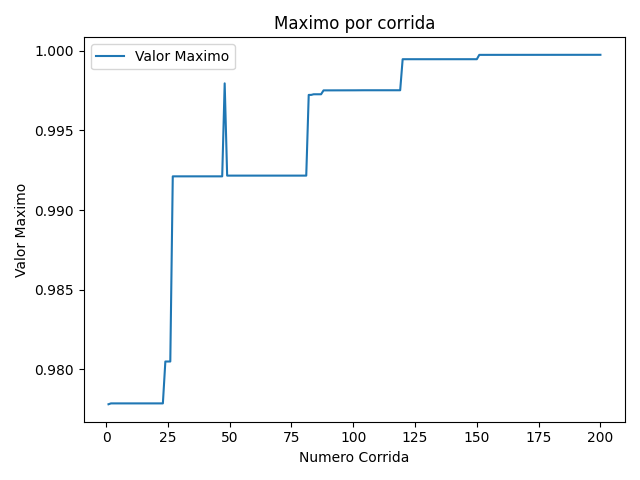 Maximo por corrida
Valor Maximo
1.000
0.995
0.990
0.985
0.980
Valor Maximo
0 25 50 75 100 125 150 175 200
Numero Corrida